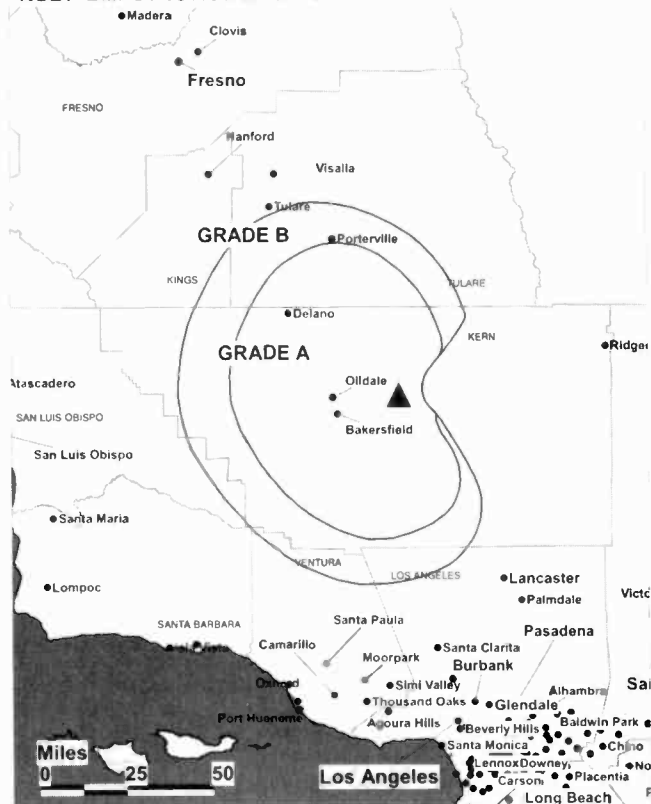 Madera
Clovis
Fresno
FRESNO
Hanford
Visalia
Tulare
GRADE B
Porterville
KINGS
TULARE
Delano
KERN
GRADE A
Ridger
Atascadero
Oildale
SAN LUIS OBISPO
Bakersfield
San Luis Obispo
Santa Maria
VENTURA
LOS ANGELES
Lancaster
Lompoc
Palmdale
Victo
SANTA BARBARA
Santa Paula
Pasadena
Camarillo
Moorpark
Santa Clarita
Burbank
Oxnard
Simi Valley
Alhambra
Sai
Thousand Oaks
Glendale
Port Hueneme
Agoura Hills
Beverly Hills
Baldwin Park
Miles
Santa Monica
Chino
0 25 50
Los Angeles
Lennox
Downey
No
Carson
Placentia
Long Beach